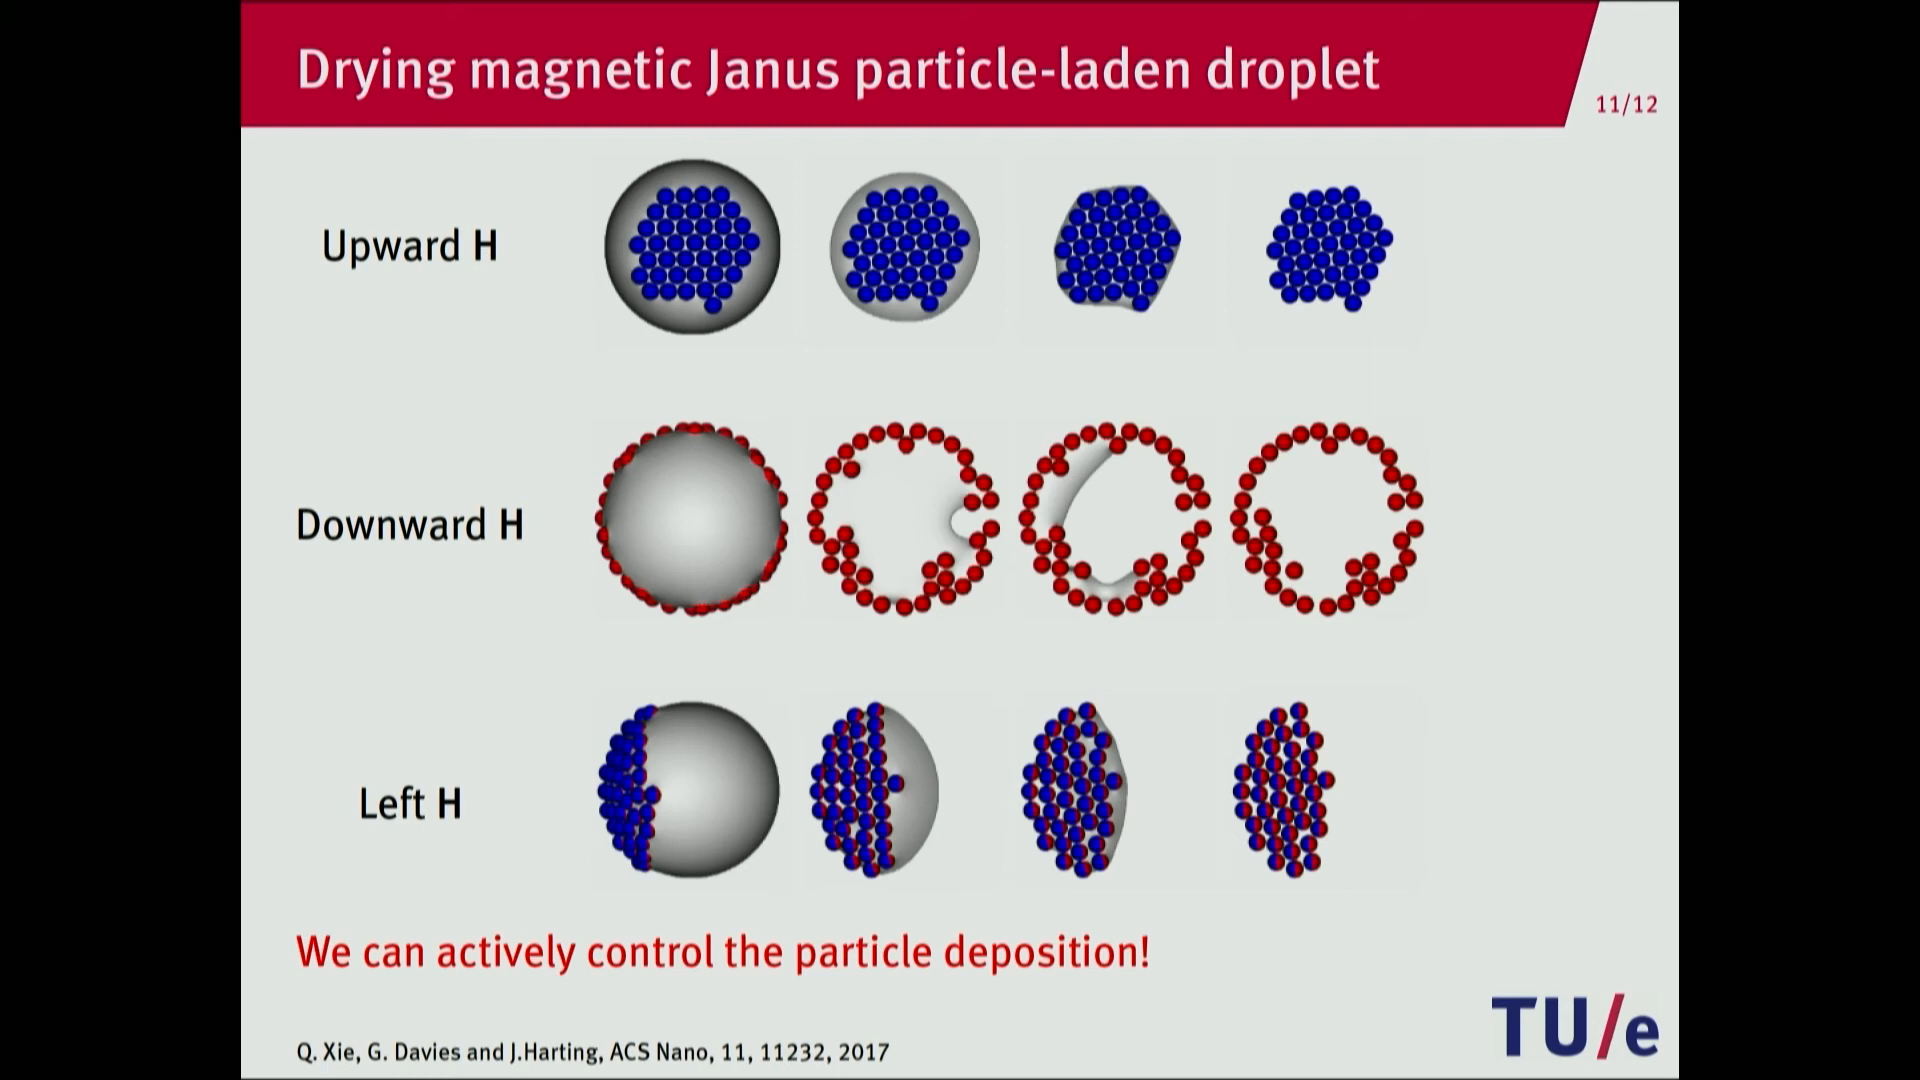 Drying magnetic Janus particle-laden droplet
11/12
Upward H
Downward H
Left H
We can actively control the particle deposition!
Q. Xie, G. Davies and J.Harting, ACS Nano, 11, 11232, 2017
TU/e